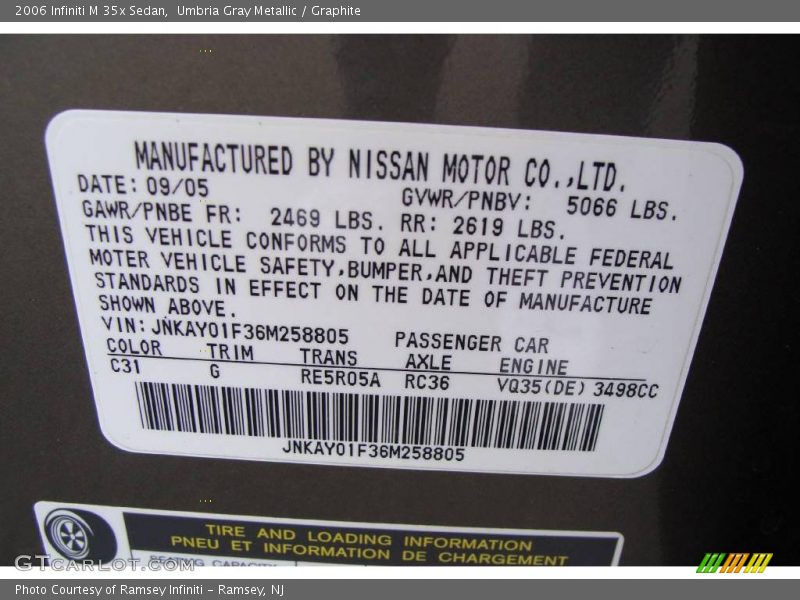 2006 Infiniti M 35x Sedan,  Umbria Gray Metallic / Graphite
MANUFACTURED BY NISSAN MOTOR CO.,LTD.
DATE: 09/05 GVWR/PNBV: 5066 LBS.
GAWR/PNBE FR: 2469 LBS. RR: 2619 LBS.
THIS VEHICLE CONFORMS TO ALL APPLICABLE FEDERAL
MOTER VEHICLE SAFETY,BUMPER,AND THEFT PREVENTION
STANDARDS IN EFFECT ON THE DATE OF MANUFACTURE
SHOWN ABOVE.
VIN: JNKAY01F36M258805 PASSENGER CAR
COLOR TRIM TRANS AXLE ENGINE
C31 G RE5R05A RC36 VQ35(DE) 3498CC
JNKAY01F36M258805
TIRE AND LOADING INFORMATION
PNEU ET INFORMATION DE CHARGEMENT
SEATING CAPACITY
GTCARLOT.COM
Photo Courtesy of Ramsey Infiniti - Ramsey, NJ